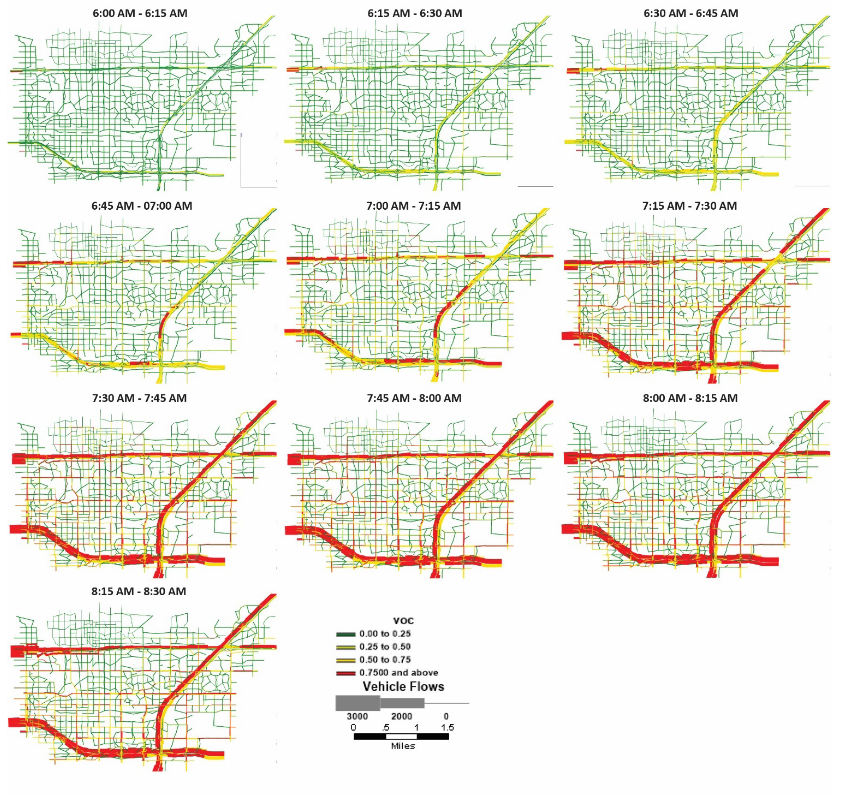 6:00 AM - 6:15 AM
6:15 AM - 6:30 AM
6:30 AM - 6:45 AM
6:45 AM - 07:00 AM
7:00 AM - 7:15 AM
7:15 AM - 7:30 AM
7:30 AM - 7:45 AM
7:45 AM - 8:00 AM
8:00 AM - 8:15 AM
8:15 AM - 8:30 AM
VOC
0.00 to 0.25
0.25 to 0.50
0.50 to 0.75
0.7500 and above
Vehicle Flows
3000 2000 0
0 .5 1 1.5
Miles